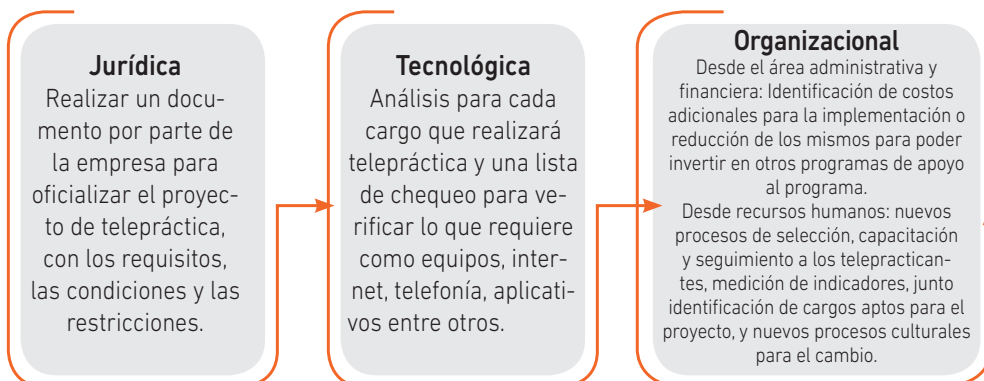 Jurídica
Realizar un docu-
mento por parte de
la empresa para
oficializar el proyec-
to de telepráctica,
con los requisitos,
las condiciones y las
restricciones.
Tecnológica
Análisis para cada
cargo que realizará
telepráctica y una lista
de chequeo para ve-
rificar lo que requiere
como equipos, inter-
net, telefonía, aplicati-
vos entre otros.
Organizacional
Desde el área administrativa y
financiera: Identificación de costos
adicionales para la implementación o
reducción de los mismos para poder
invertir en otros programas de apoyo
al programa.
Desde recursos humanos: nuevos
procesos de selección, capacitación
y seguimiento a los telepractican-
tes, medición de indicadores, junto
identificación de cargos aptos para el
proyecto, y nuevos procesos culturales
para el cambio.